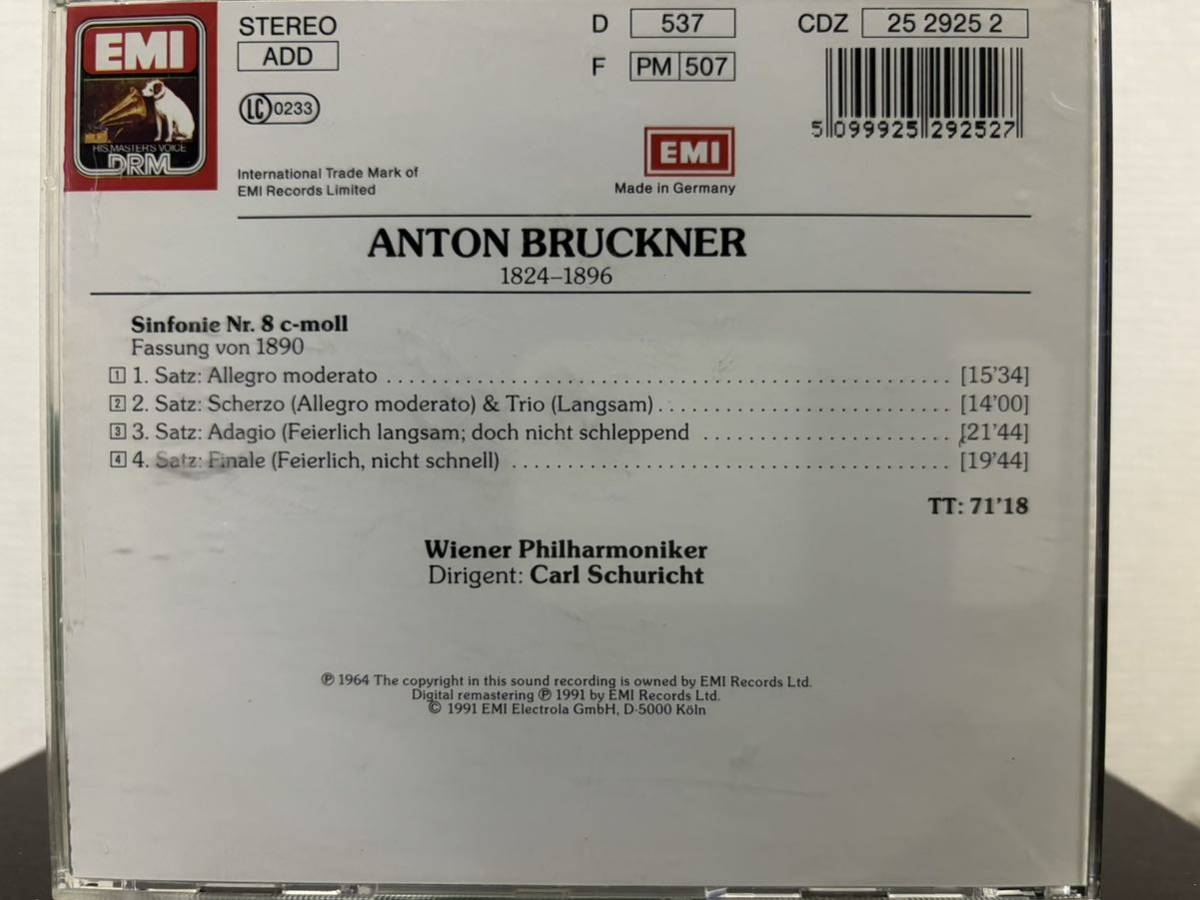 EMI
HIS MASTER'S VOICE
DRM
STEREO
ADD
LC 0233
International Trade Mark of
EMI Records Limited
D 537
F PM 507
EMI
Made in Germany
CDZ 25 2925 2
5 099925 292527
ANTON BRUCKNER
1824–1896
Sinfonie Nr. 8 c-moll
Fassung von 1890
1 1. Satz: Allegro moderato [15'34]
2 2. Satz: Scherzo (Allegro moderato) & Trio (Langsam) [14'00]
3 3. Satz: Adagio (Feierlich langsam; doch nicht schleppend [21'44]
4 4. Satz: Finale (Feierlich, nicht schnell) [19'44]
TT: 71'18
Wiener Philharmoniker
Dirigent: Carl Schuricht
℗ 1964 The copyright in this sound recording is owned by EMI Records Ltd.
Digital remastering ℗ 1991 by EMI Records Ltd.
© 1991 EMI Electrola GmbH, D-5000 Köln